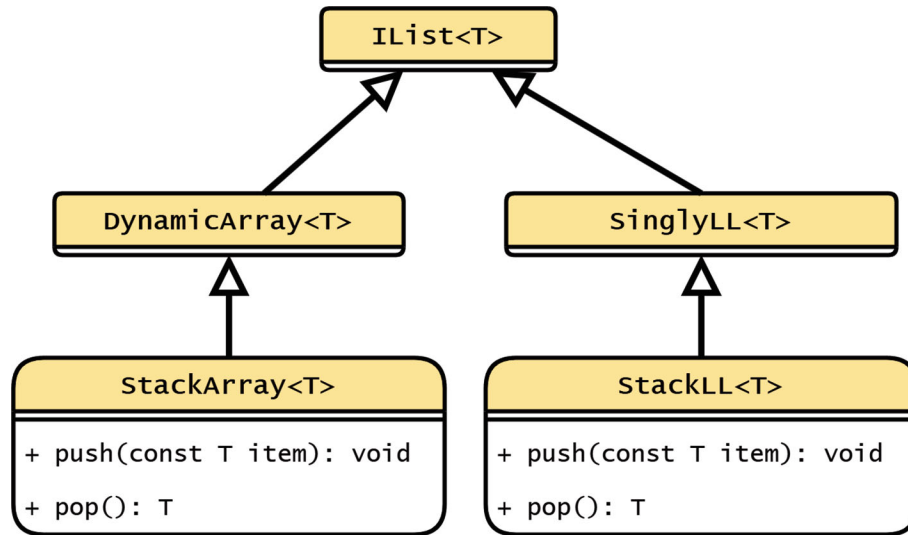 IList<T>
DynamicArray<T>
SinglyLL<T>
StackArray<T>
+ push(const T item): void
+ pop(): T
StackLL<T>
+ push(const T item): void
+ pop(): T